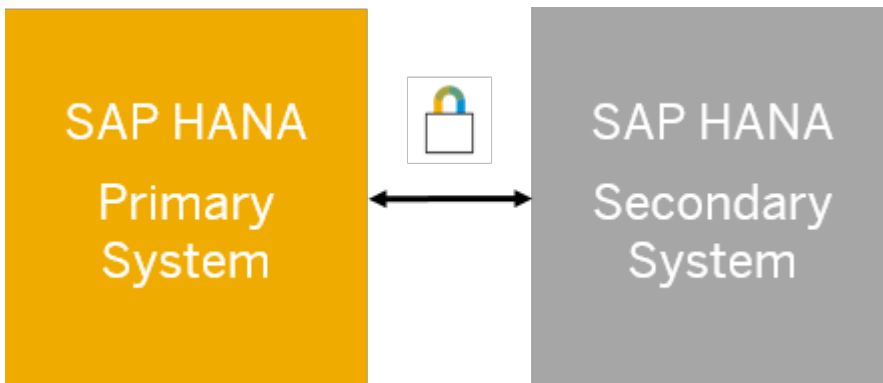 SAP HANA
Primary
System
SAP HANA
Secondary
System